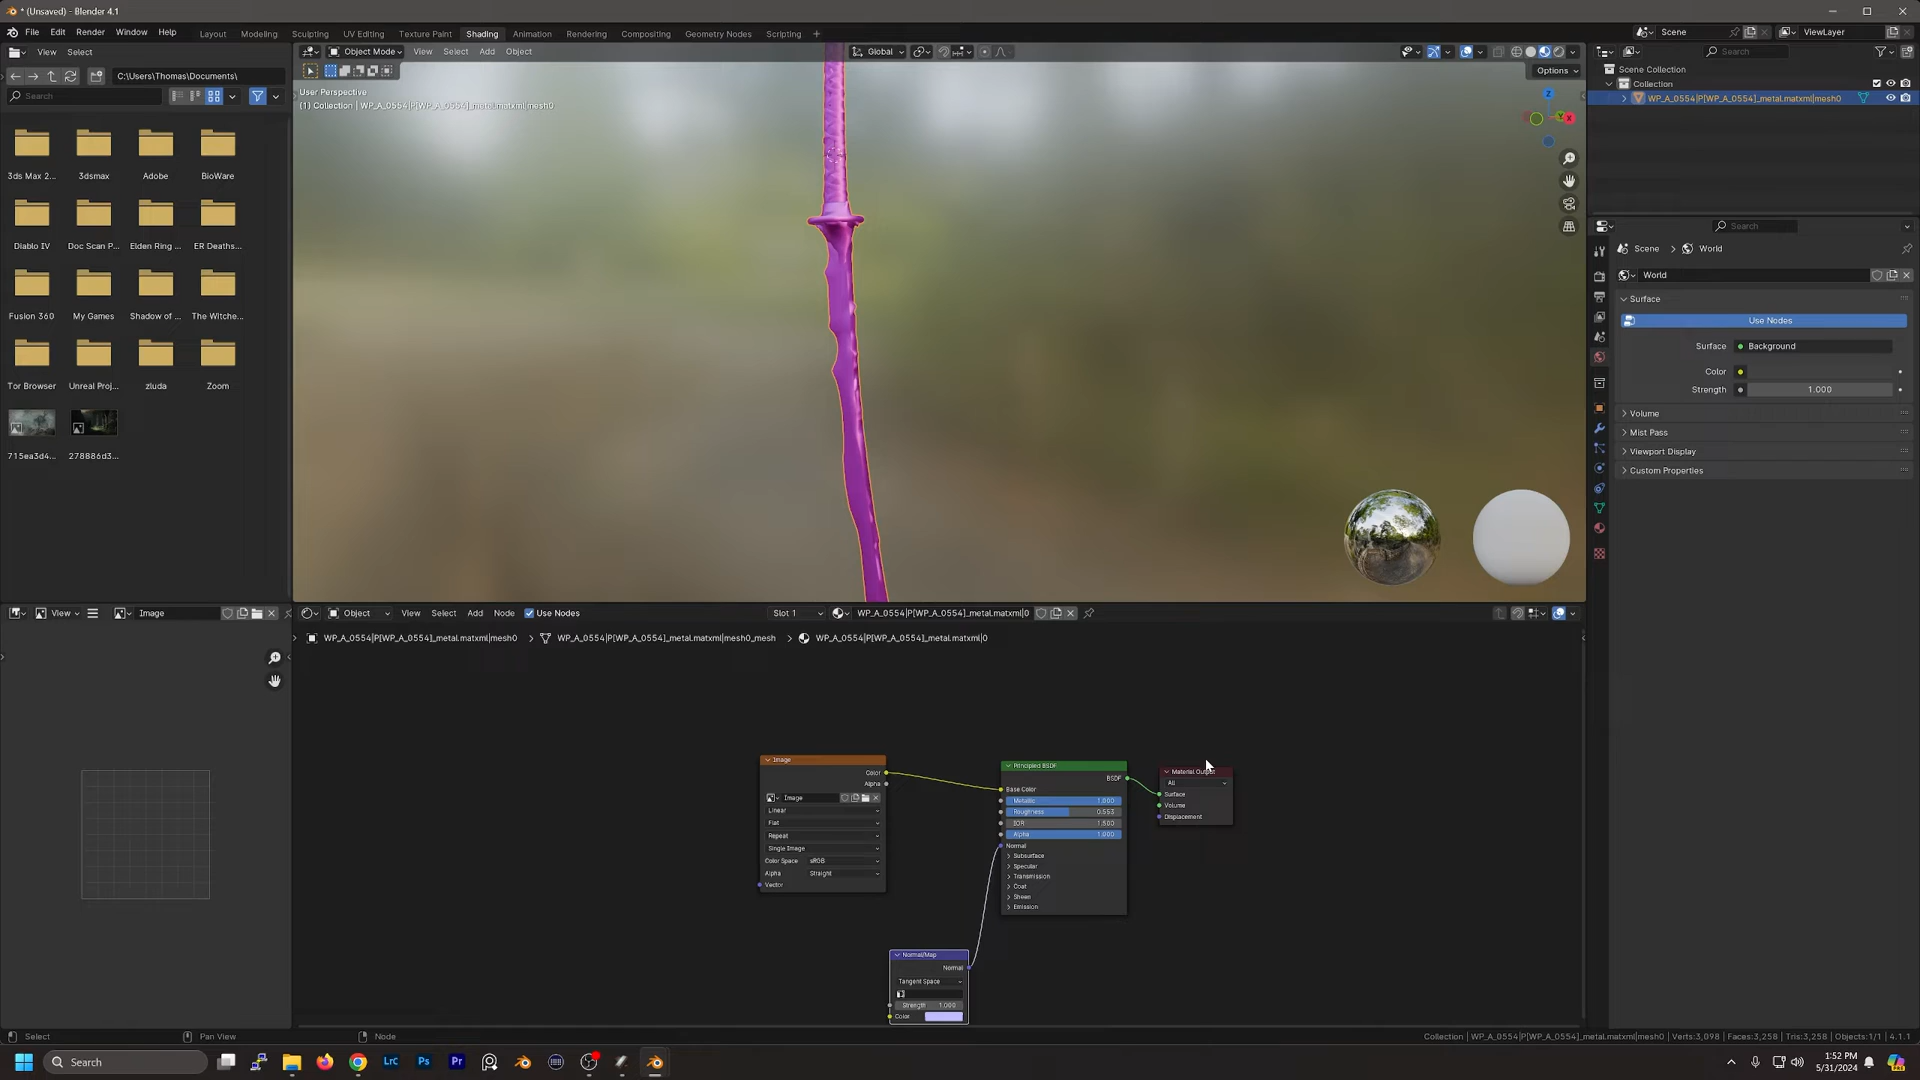 * (Unsaved) - Blender 4.1
File Edit Render Window Help Layout Modeling Sculpting UV Editing Texture Paint Shading Animation Rendering Compositing Geometry Nodes Scripting + Scene ViewLayer
View Select Object Mode View Select Add Object Global Search
C:\Users\Thomas\Documents\ Options Scene Collection
Search Collection
User Perspective
(1) Collection | WP_A_0554|P[WP_A_0554]_metal.matxml|mesh0
WP_A_0554|P[WP_A_0554]_metal.matxml|mesh0
Z
Y X
3ds Max 2... 3dsmax Adobe BioWare
Diablo IV Doc Scan P... Elden Ring ... ER Deaths...
Fusion 360 My Games Shadow of ... The Witche...
Tor Browser Unreal Proj... zluda Zoom
715ea3d4... 278886d3...
Search
Scene > World
World
Surface
Use Nodes
Surface Background
Color
Strength 1.000
Volume
Mist Pass
Viewport Display
Custom Properties
View Image Object View Select Add Node Use Nodes Slot 1 WP_A_0554|P[WP_A_0554]_metal.matxml|0
WP_A_0554|P[WP_A_0554]_metal.matxml|mesh0 > WP_A_0554|P[WP_A_0554]_metal.matxml|mesh0_mesh > WP_A_0554|P[WP_A_0554]_metal.matxml|0
Image
Color
Alpha
Image
Linear
Flat
Repeat
Single Image
Color Space sRGB
Alpha Straight
Vector
Principled BSDF
BSDF
Base Color
Metallic 1.000
Roughness 0.553
IOR 1.500
Alpha 1.000
Normal
Subsurface
Specular
Transmission
Coat
Sheen
Emission
Material Output
All
Surface
Volume
Displacement
Normal/Map
Normal
Tangent Space
Strength 1.000
Color
Select Pan View Node Collection | WP_A_0554|P[WP_A_0554]_metal.matxml|mesh0 | Verts:3,098 | Faces:3,258 | Tris:3,258 | Objects:1/1 | 4.1.1
Search LrC Ps Pr 1:52 PM
5/31/2024